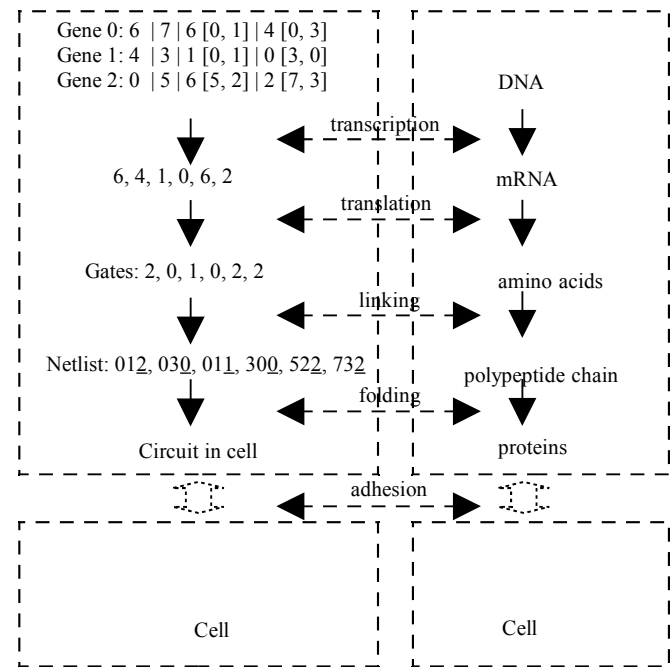 Gene 0: 6 | 7 | 6 [0, 1] | 4 [0, 3]
Gene 1: 4 | 3 | 1 [0, 1] | 0 [3, 0]
Gene 2: 0 | 5 | 6 [5, 2] | 2 [7, 3]
DNA
transcription
6, 4, 1, 0, 6, 2
mRNA
translation
Gates: 2, 0, 1, 0, 2, 2
amino acids
linking
Netlist: 012, 030, 011, 300, 522, 732
polypeptide chain
folding
Circuit in cell
proteins
adhesion
Cell
Cell